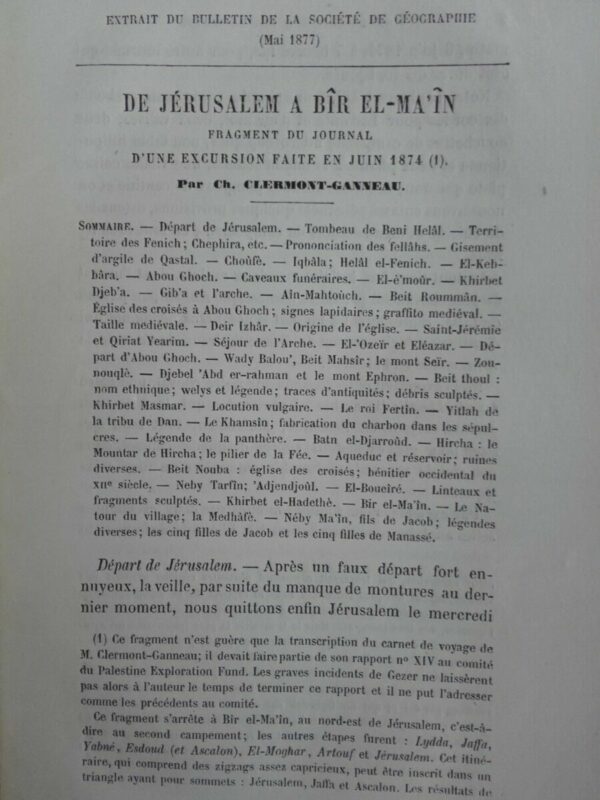 EXTRAIT DU BULLETIN DE LA SOCIÉTÉ DE GÉOGRAPHIE
(Mai 1877)
DE JÉRUSALEM A BÎR EL-MA'ÎN
FRAGMENT DU JOURNAL
D'UNE EXCURSION FAITE EN JUIN 1874 (1).
Par Ch. CLERMONT-GANNEAU.
SOMMAIRE. — Départ de Jérusalem. — Tombeau de Beni Helâl. — Terri-
toire des Fenich; Chephira, etc. — Prononciation des fellâhs. — Gisement
d'argile de Qastal. — Choûfè. — Iqbâla; Helâl el-Fenich. — El-Keb-
bâra. — Abou Ghoch. — Caveaux funéraires. — El-é'moûr. — Khirbet
Djeb'a. — Gib'a et l'arche. — Aîn-Mahtoùch. — Beit Roummân. —
Église des croisés à Abou Ghoch; signes lapidaires; graffito mediéval. —
Taille mediévale. — Deir Izhâr. — Origine de l'église. — Saint-Jérémie
et Qiriat Yearim. — Séjour de l'Arche. — El-'Ozeïr et Eléazar. — Dé-
part d'Abou Ghoch. — Wady Balou', Beit Mahsîr; le mont Seïr. — Zou-
nouqlè. — Djebel 'Abd er-rahman et le mont Ephron. — Beit thoul :
nom ethnique; welys et légende; traces d'antiquités; débris sculptés. —
Khirbet Masmar. — Locution vulgaire. — Le roi Fertin. — Yitlah de
la tribu de Dan. — Le Khamsîn; fabrication du charbon dans les sépul-
cres. — Légende de la panthère. — Batn el-Djarroûd. — Hircha : le
Mountar de Hircha; le pilier de la Fée. — Aqueduc et réservoir; ruines
diverses. — Beit Nouba : église des croisés; bénitier occidental du
XIIe siècle. — Neby Tarfîn; 'Adjendjoûl. — El-Boueîré. — Linteaux et
fragments sculptés. — Khirbet el-Hadethè. — Bir el-Ma'în. — Le Na-
tour du village; la Medhâfè. — Néby Ma'în, fils de Jacob; légendes
diverses; les cinq filles de Jacob et les cinq filles de Manassé.
Départ de Jérusalem. — Après un faux départ fort en-
nuyeux, la veille, par suite du manque de montures au der-
nier moment, nous quittons enfin Jérusalem le mercredi
(1) Ce fragment n'est guère que la transcription du carnet de voyage de
M. Clermont-Ganneau; il devait faire partie de son rapport no XIV au comité
du Palestine Exploration Fund. Les graves incidents de Gezer ne laissèrent
pas alors à l'auteur le temps de terminer ce rapport et il ne put l'adresser
comme les précédents au comité.
Ce fragment s'arrête à Bir el-Ma'în, au nord-est de Jérusalem, c'est-à-
dire au second campement; les autres étapes furent : Lydda, Jaffa,
Yabné, Esdoud (et Ascalon), El-Moghar, Artouf et Jérusalem. Cet itiné-
raire, qui comprend des zigzags assez capricieux, peut être inscrit dans un
triangle ayant pour sommets : Jérusalem, Jaffa et Ascalon. Les résultats de